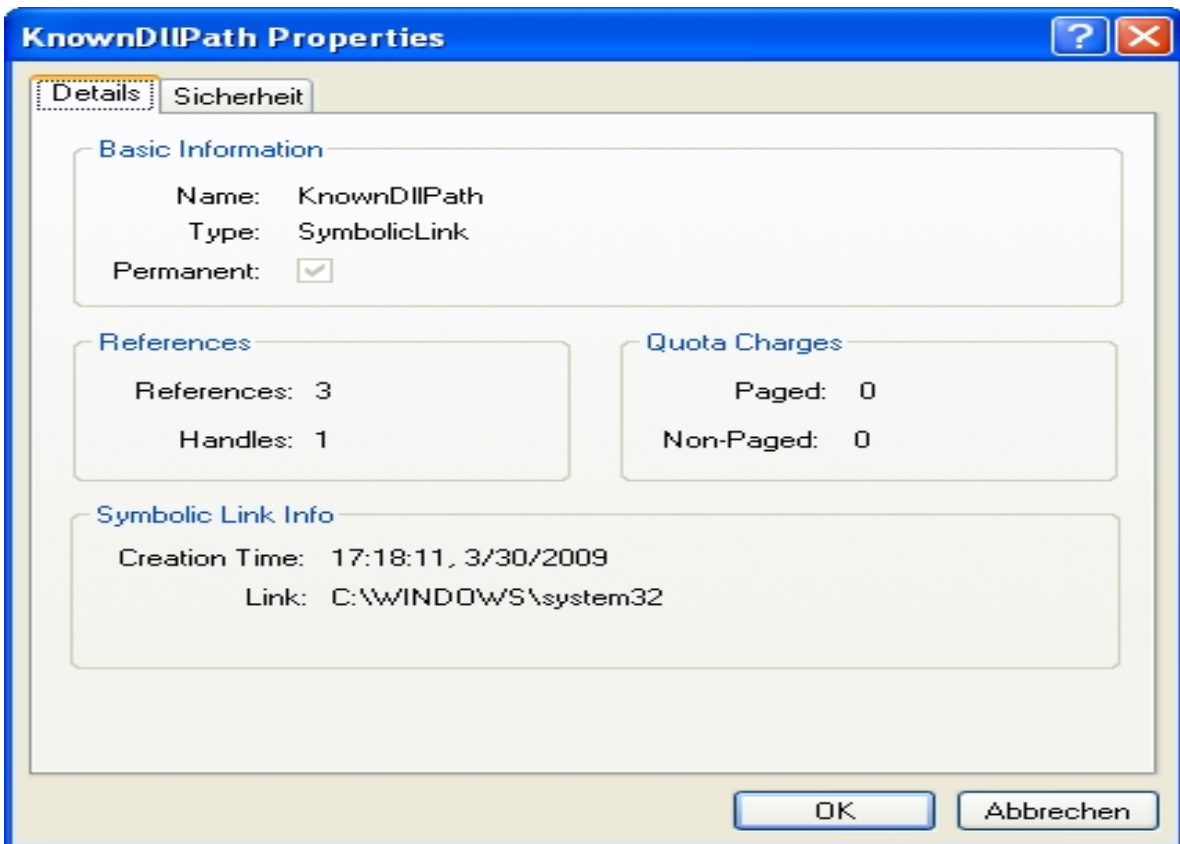 KnownDllPath Properties
Details Sicherheit
Basic Information
Name: KnownDllPath
Type: SymbolicLink
Permanent:
References
References: 3
Handles: 1
Quota Charges
Paged: 0
Non-Paged: 0
Symbolic Link Info
Creation Time: 17:18:11, 3/30/2009
Link: C:\WINDOWS\system32
OK Abbrechen